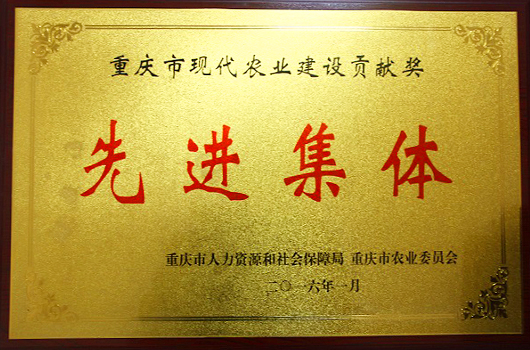 重庆市现代农业建设贡献奖
先进集体
重庆市人力资源和社会保障局 重庆市农业委员会
二〇一六年一月